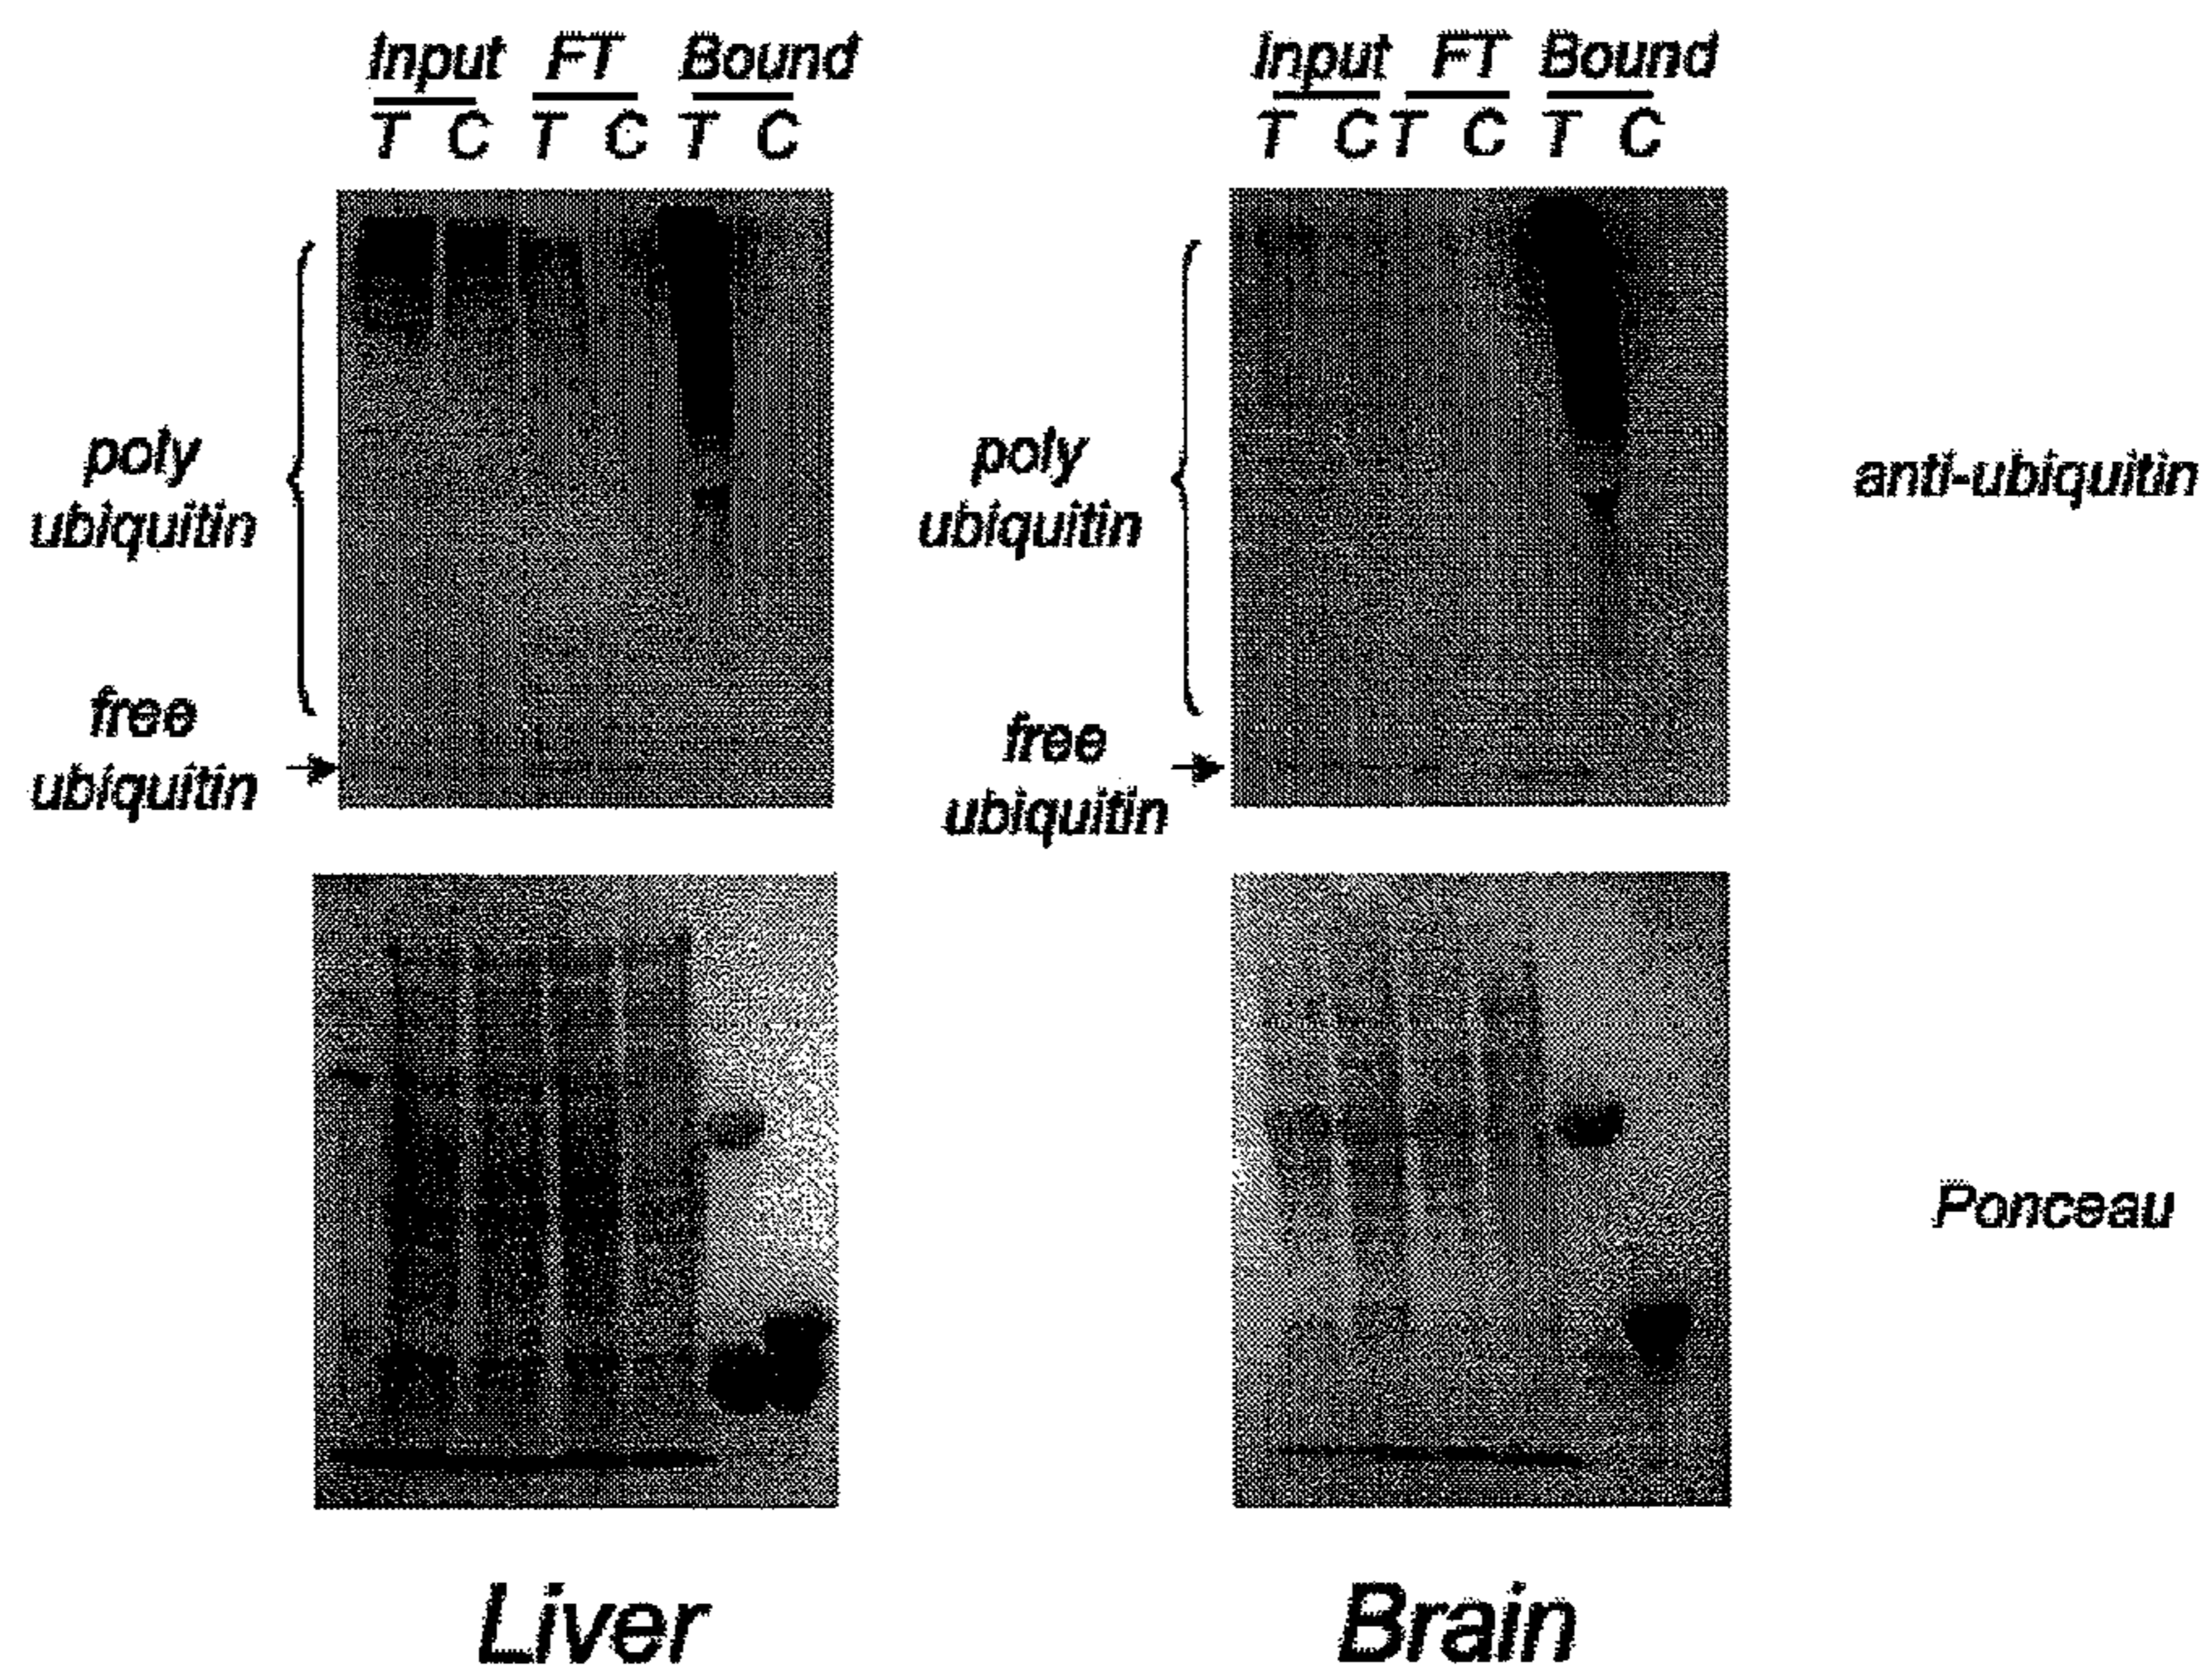 Input FT Bound
T C T C T C
Input FT Bound
T C T C T C
poly
ubiquitin
free
ubiquitin
poly
ubiquitin
free
ubiquitin
anti-ubiquitin
Ponceau
Liver
Brain